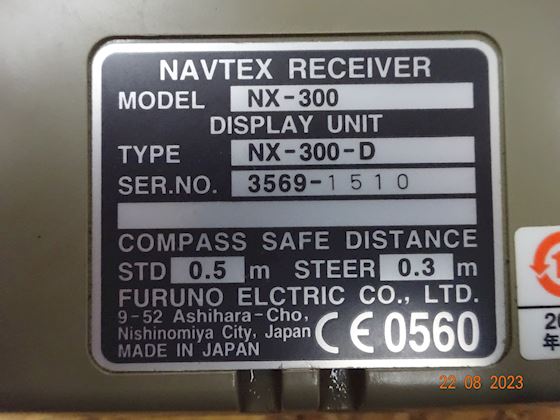 NAVTEX RECEIVER
MODEL NX-300
DISPLAY UNIT
TYPE NX-300-D
SER.NO. 3569-1510
COMPASS SAFE DISTANCE
STD 0.5 m STEER 0.3 m
FURUNO ELCTRIC CO., LTD.
9-52 Ashihara-Cho,
Nishinomiya City, Japan
MADE IN JAPAN
CE 0560
20
年
22 08 2023